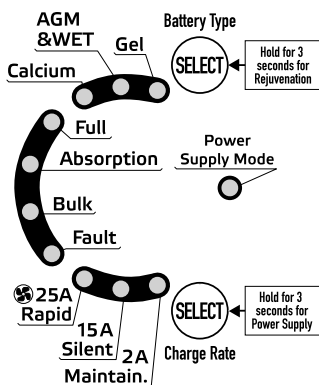 AGM
&WET
Gel
Calcium
Battery Type
SELECT
Hold for 3
seconds for
Rejuvenation
Full
Absorption
Bulk
Fault
Power
Supply Mode
25A
Rapid
15A
Silent
2A
Maintain.
SELECT
Charge Rate
Hold for 3
seconds for
Power Supply